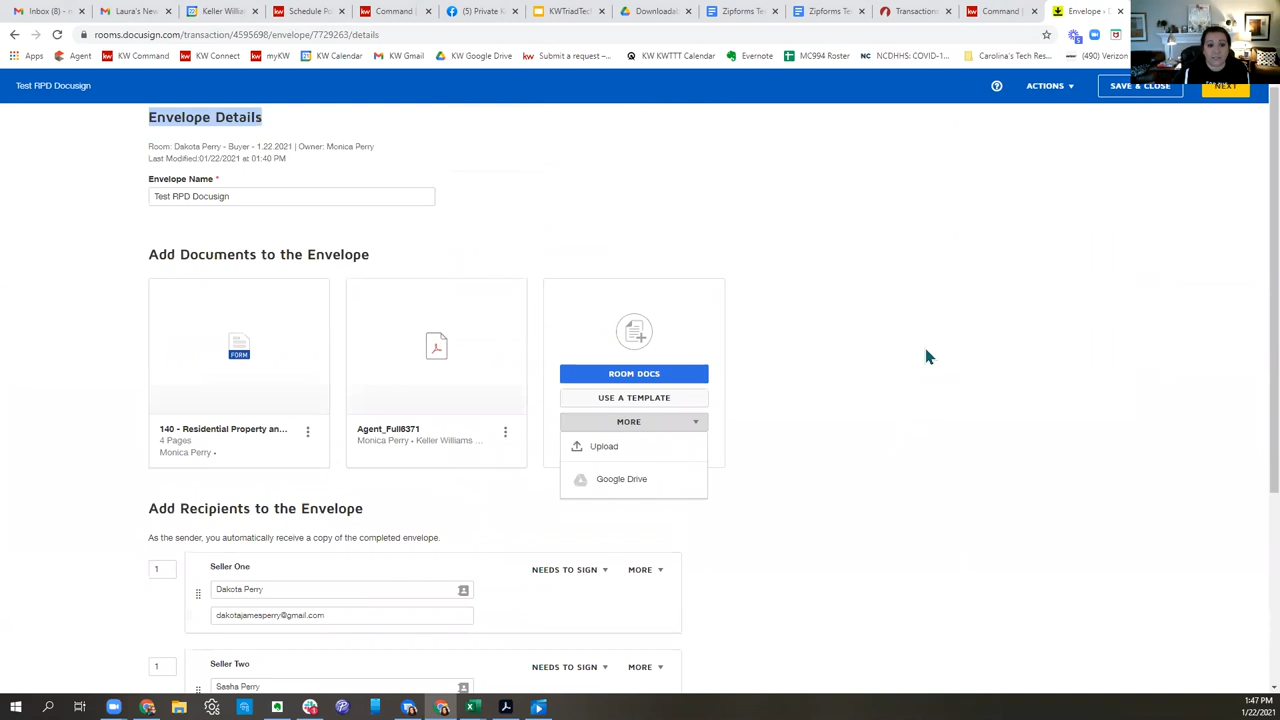 Inbox (8) - m
Laura's New
Keller Willian
Schedule Po
Command |
(3) Private K
KWTriadTech
Downloadab
Zipforms Te
Zipforms Te
Transactions
Command |
Envelope > D
rooms.docusign.com/transaction/4595698/envelope/7729263/details
Apps
Agent
KW Command
KW Connect
myKW
KW Calendar
KW Gmail
KW Google Drive
Submit a request –...
KW KWTTT Calendar
Evernote
MC994 Roster
NCDHHS: COVID-1...
Carolina's Tech Res...
(490) Verizon
Test RPD Docusign
ACTIONS
SAVE & CLOSE
NEXT
Envelope Details
Room: Dakota Perry - Buyer - 1.22.2021 | Owner: Monica Perry
Last Modified:01/22/2021 at 01:40 PM
Envelope Name *
Test RPD Docusign
Add Documents to the Envelope
FORM
140 - Residential Property an...
4 Pages
Monica Perry •
Agent_Full6371
Monica Perry • Keller Williams ...
ROOM DOCS
USE A TEMPLATE
MORE
Upload
Google Drive
Add Recipients to the Envelope
As the sender, you automatically receive a copy of the completed envelope.
1
Seller One
NEEDS TO SIGN
MORE
Dakota Perry
dakotajamesperry@gmail.com
1
Seller Two
NEEDS TO SIGN
MORE
Sasha Perry
1:47 PM
1/22/2021